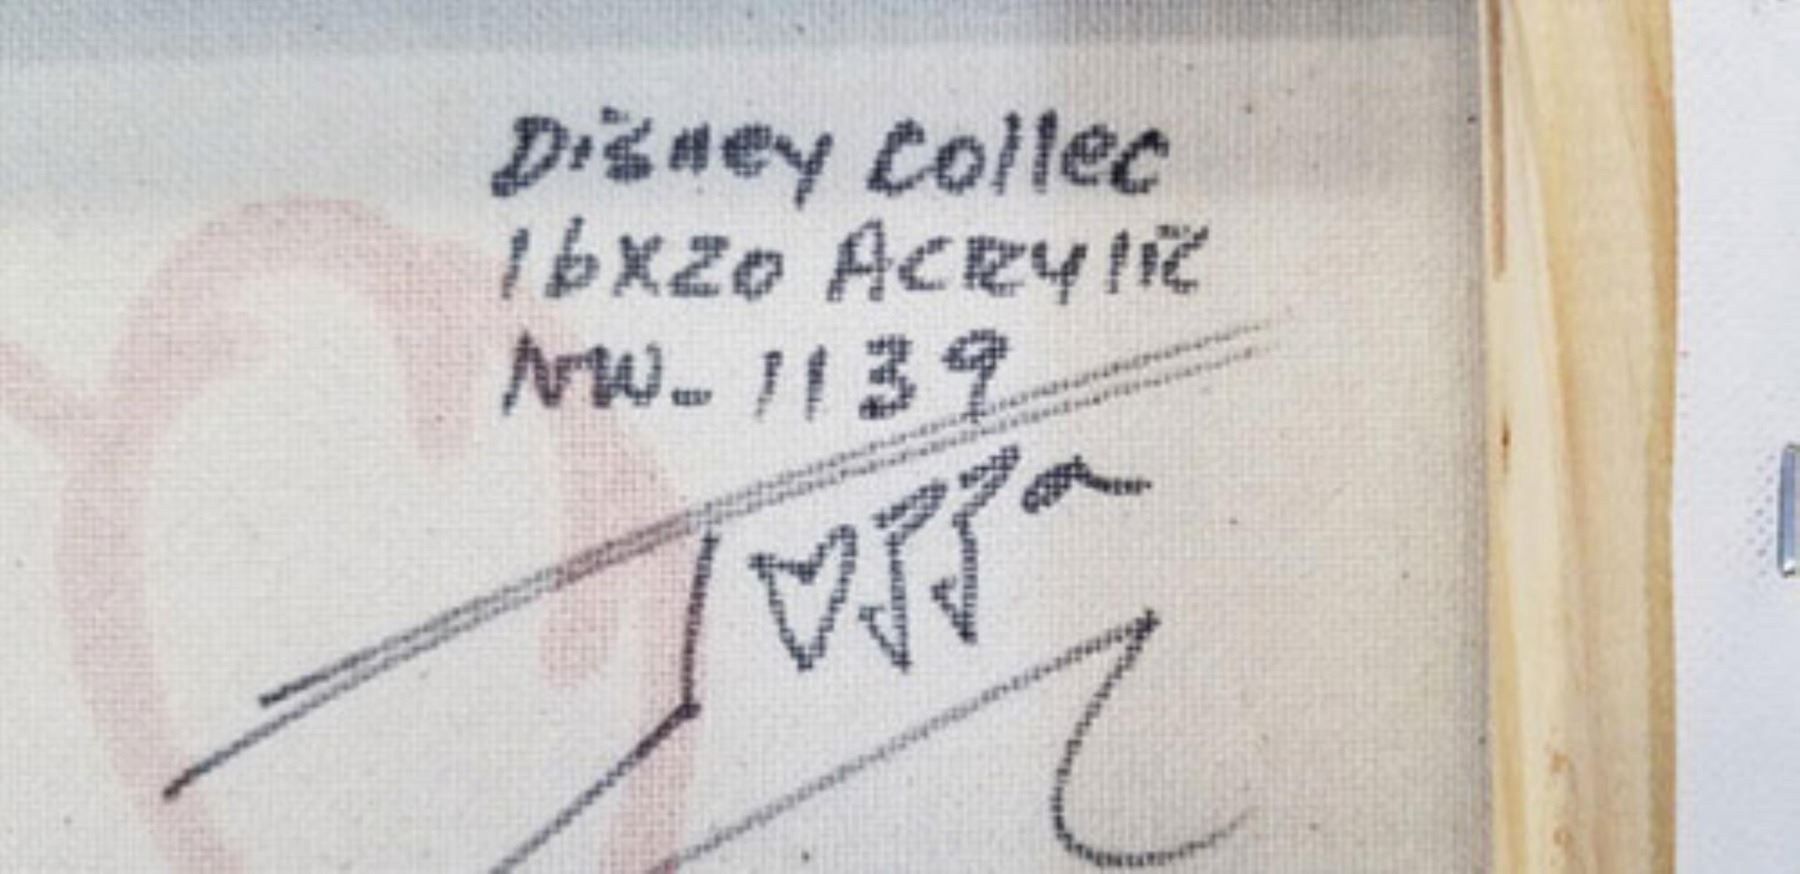 Disney Collec
16X20 ACRYLIC
NW-1139